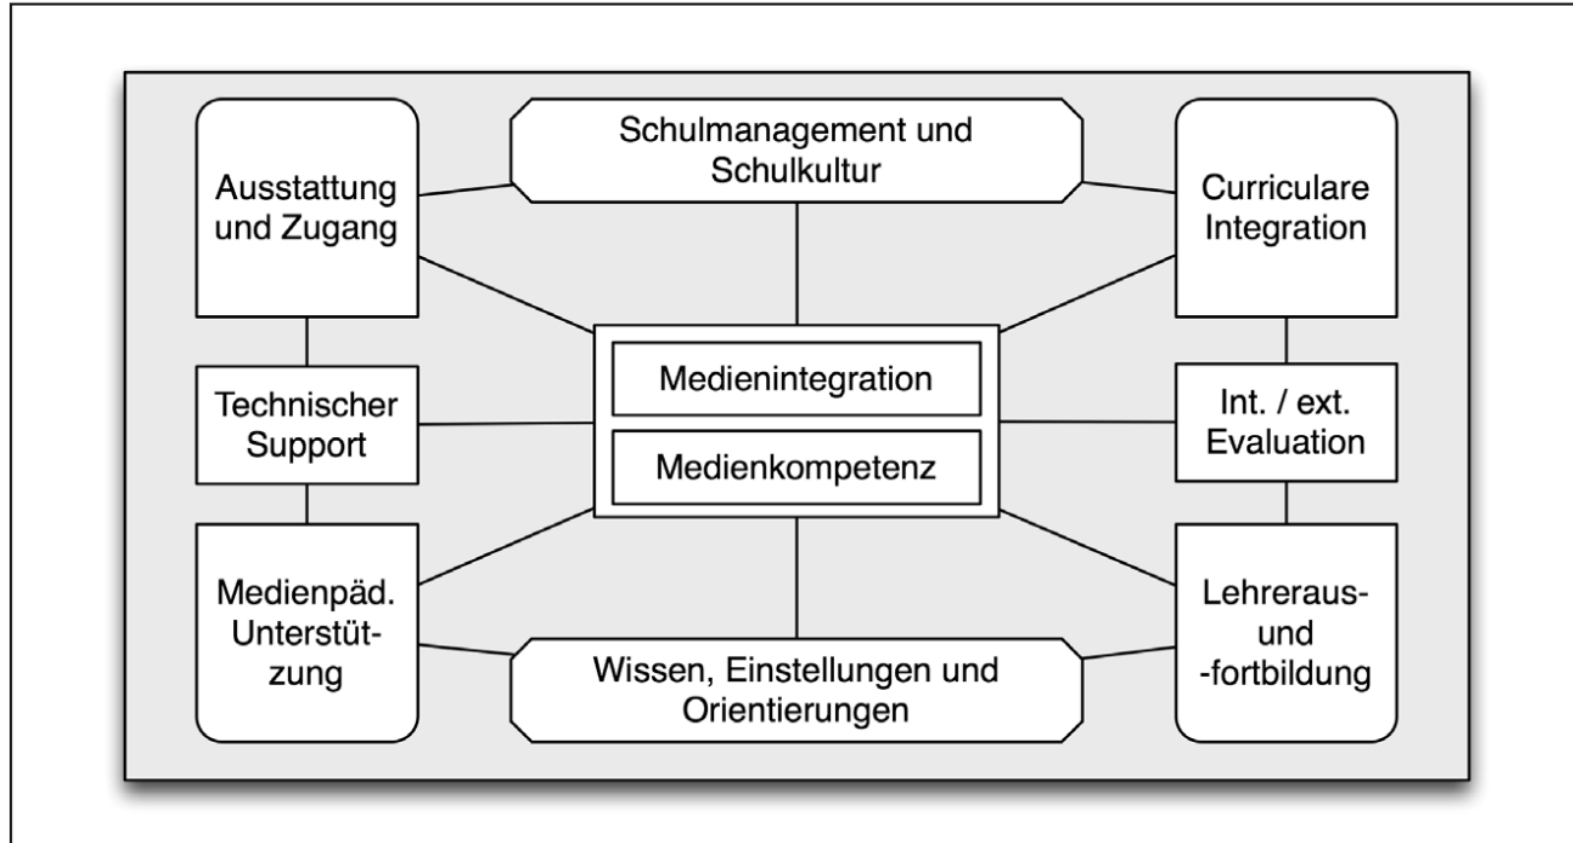 Schulmanagement und
Schulkultur
Ausstattung
und Zugang
Curriculare
Integration
Medienintegration
Medienkompetenz
Technischer
Support
Int. / ext.
Evaluation
Medienpäd.
Unterstüt-
zung
Wissen, Einstellungen und
Orientierungen
Lehreraus-
und
-fortbildung